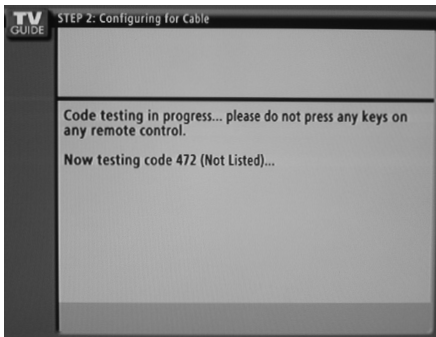 TV
GUIDE
STEP 2: Configuring for Cable
Code testing in progress... please do not press any keys on
any remote control.
Now testing code 472 (Not Listed)...